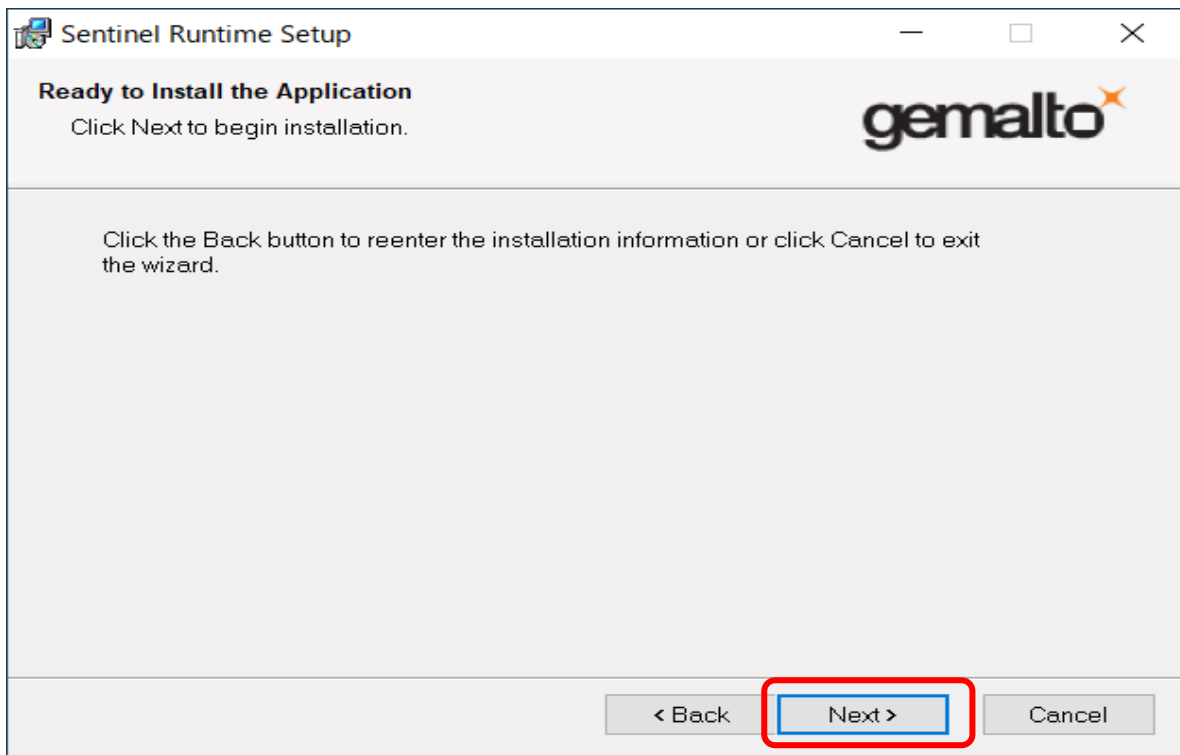 Sentinel Runtime Setup
Ready to Install the Application
Click Next to begin installation.
gemalto
Click the Back button to reenter the installation information or click Cancel to exit
the wizard.
< Back Next > Cancel